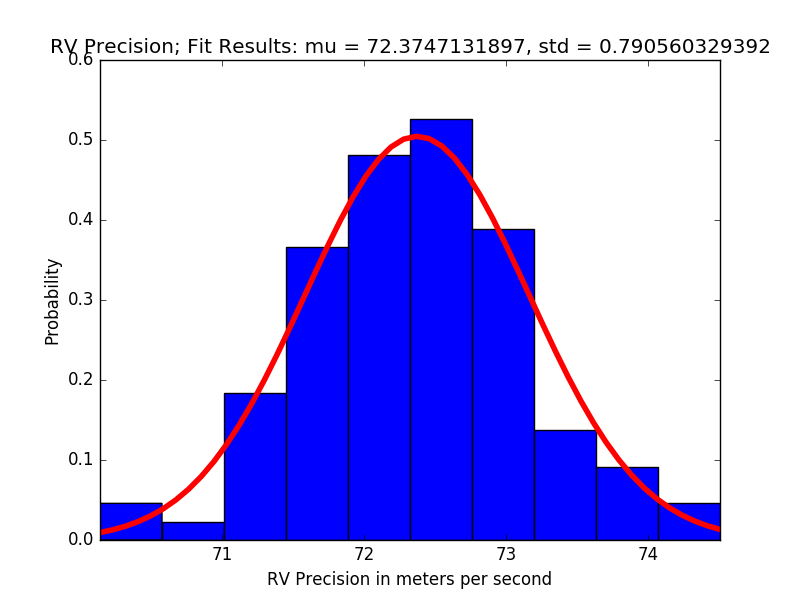 RV Precision; Fit Results: mu = 72.3747131897, std = 0.790560329392
0.6
0.5
0.4
0.3
0.2
0.1
0.0
Probability
71 72 73 74
RV Precision in meters per second